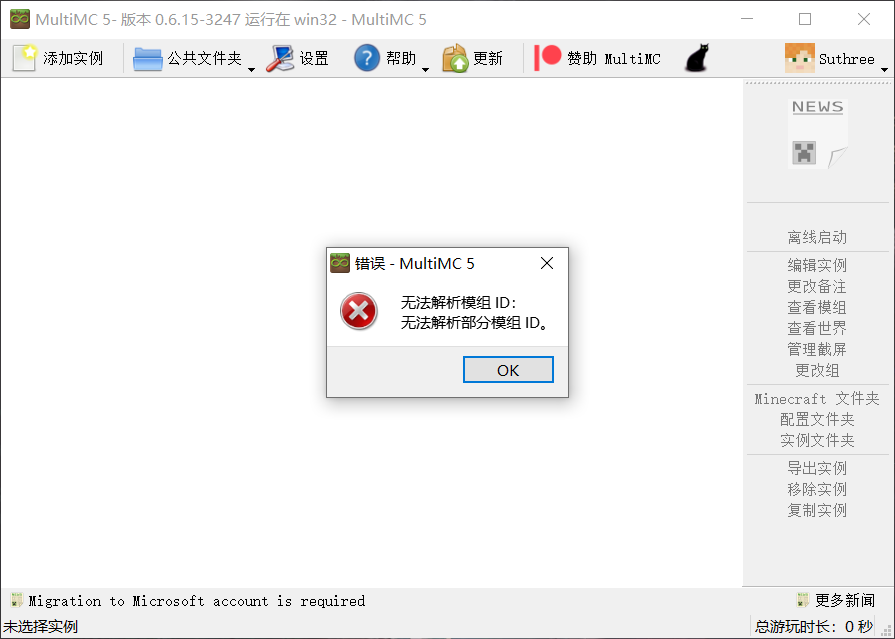 MultiMC 5- 版本 0.6.15-3247 运行在 win32 - MultiMC 5
添加实例 公共文件夹 设置 帮助 更新 赞助 MultiMC Suthree
NEWS
离线启动
编辑实例
更改备注
查看模组
查看世界
管理截屏
更改组
Minecraft 文件夹
配置文件夹
实例文件夹
导出实例
移除实例
复制实例
错误 - MultiMC 5
无法解析模组 ID：
无法解析部分模组 ID。
OK
Migration to Microsoft account is required 更多新闻
未选择实例 总游玩时长：0 秒